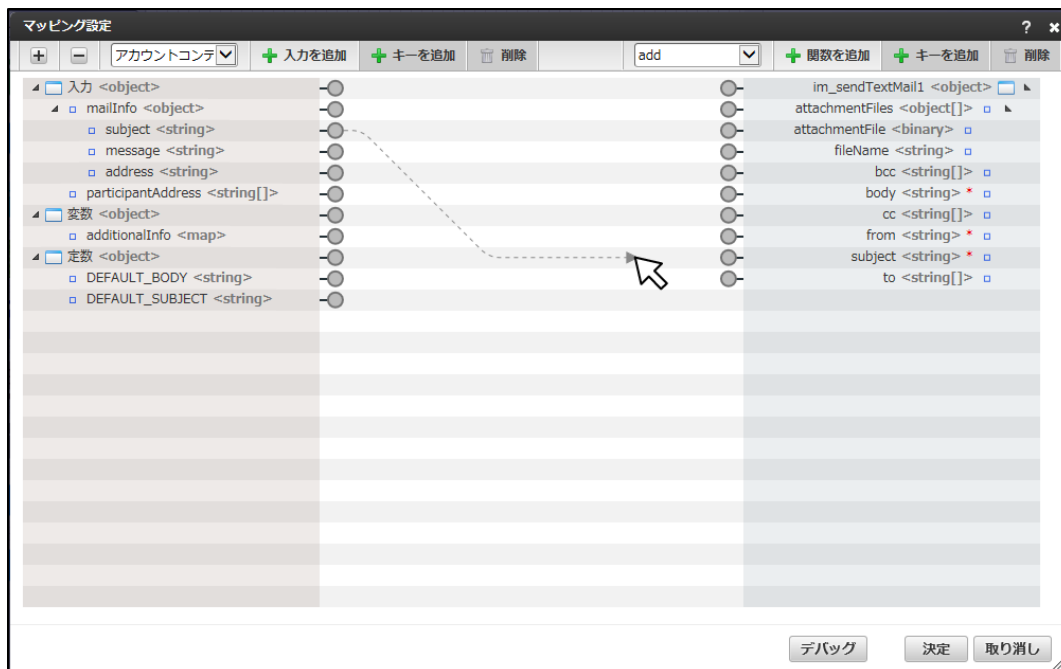 マッピング設定 ?
アカウントコンテ 入力を追加 キーを追加 削除 add 関数を追加 キーを追加 削除
入力 <object> im_sendTextMail1 <object>
mailInfo <object> attachmentFiles <object[]>
subject <string> attachmentFile <binary>
message <string> fileName <string>
address <string> bcc <string[]>
participantAddress <string[]> body <string> *
変数 <object> cc <string[]>
additionalInfo <map> from <string> *
定数 <object> subject <string> *
DEFAULT_BODY <string> to <string[]>
DEFAULT_SUBJECT <string>
デバッグ 決定 取り消し